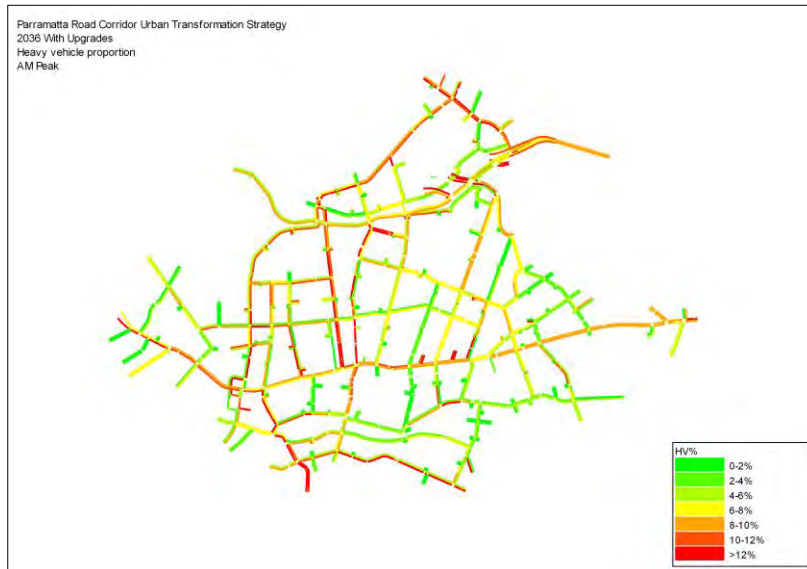 Parramatta Road Corridor Urban Transformation Strategy
2036 With Upgrades
Heavy vehicle proportion
AM Peak
HV%
0-2%
2-4%
4-6%
6-8%
8-10%
10-12%
>12%